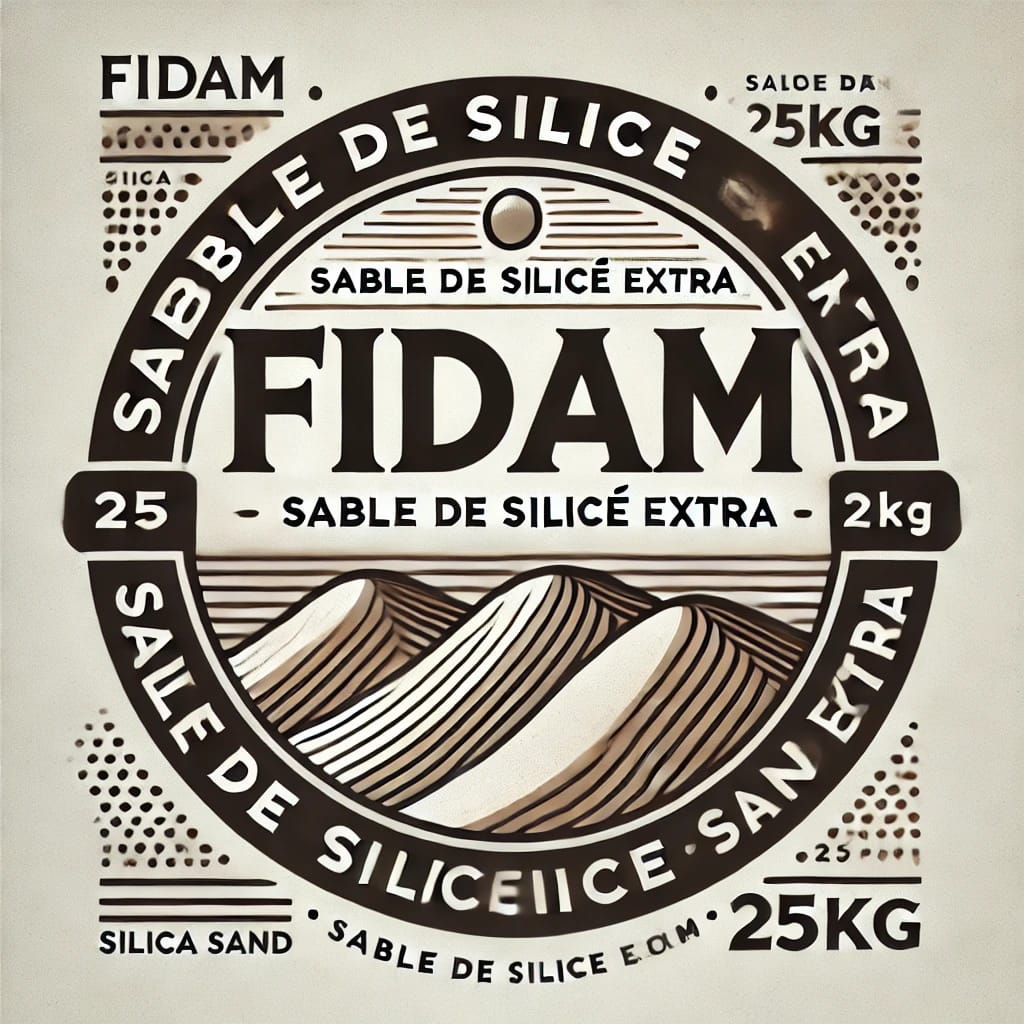 FIDAM
SALOE DA
25KG
SABBLE DE SILICE EXTRA
SABLE DE SILICÉ EXTRA
FIDAM
25
- SABLE DE SILICÉ EXTRA -
2kg
SALLE DE SILICEIICE · SAN EXTRA
25
SILICA SAND
• SABLE DE SILICE
• 25KG